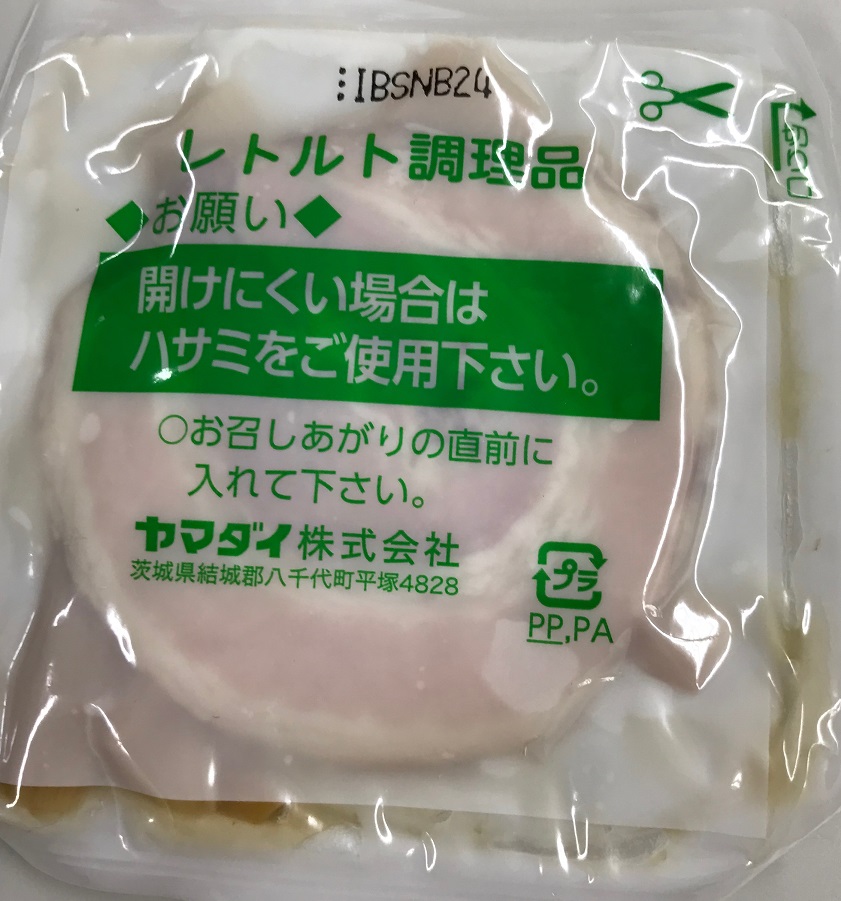 IBSNB24
レトルト調理品
◆お願い◆
開けにくい場合は
ハサミをご使用下さい。
○お召しあがりの直前に
入れて下さい。
ヤマダイ株式会社
茨城県結城郡八千代町平塚4828
プラ
PP,PA